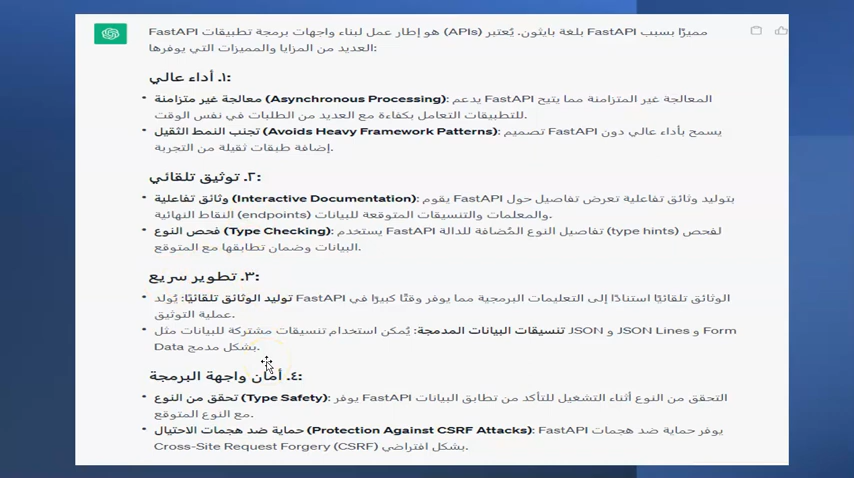 مميزًا بسبب FastAPI بلغة بايثون. يُعتبر (APIs) هو إطار عمل لبناء واجهات برمجة تطبيقات FastAPI
العديد من المزايا والمميزات التي يوفرها:
١. أداء عالي:
• معالجة غير متزامنة (Asynchronous Processing): يدعم FastAPI المعالجة غير المتزامنة مما يتيح
للتطبيقات التعامل بكفاءة مع العديد من الطلبات في نفس الوقت.
• تجنب النمط الثقيل (Avoids Heavy Framework Patterns): تصميم FastAPI يسمح بأداء عالي دون
إضافة طبقات ثقيلة من التجربة.
٢. توثيق تلقائي:
• وثائق تفاعلية (Interactive Documentation): يقوم FastAPI بتوليد وثائق تفاعلية تعرض تفاصيل حول
النقاط النهائية (endpoints) والمعلمات والتنسيقات المتوقعة للبيانات.
• فحص النوع (Type Checking): يستخدم FastAPI تفاصيل النوع المُضافة للدالة (type hints) لفحص
البيانات وضمان تطابقها مع المتوقع.
٣. تطوير سريع:
• توليد الوثائق تلقائيًا: يُولد FastAPI الوثائق تلقائيًا استنادًا إلى التعليمات البرمجية مما يوفر وقتًا كبيرًا في
عملية التوثيق.
• تنسيقات البيانات المدمجة: يُمكن استخدام تنسيقات مشتركة للبيانات مثل JSON و JSON Lines و Form
Data بشكل مدمج.
٤. أمان واجهة البرمجة:
• تحقق من النوع (Type Safety): يوفر FastAPI التحقق من النوع أثناء التشغيل للتأكد من تطابق البيانات
مع النوع المتوقع.
• حماية ضد هجمات الاحتيال (Protection Against CSRF Attacks): FastAPI يوفر حماية ضد هجمات
Cross-Site Request Forgery (CSRF) بشكل افتراضي.